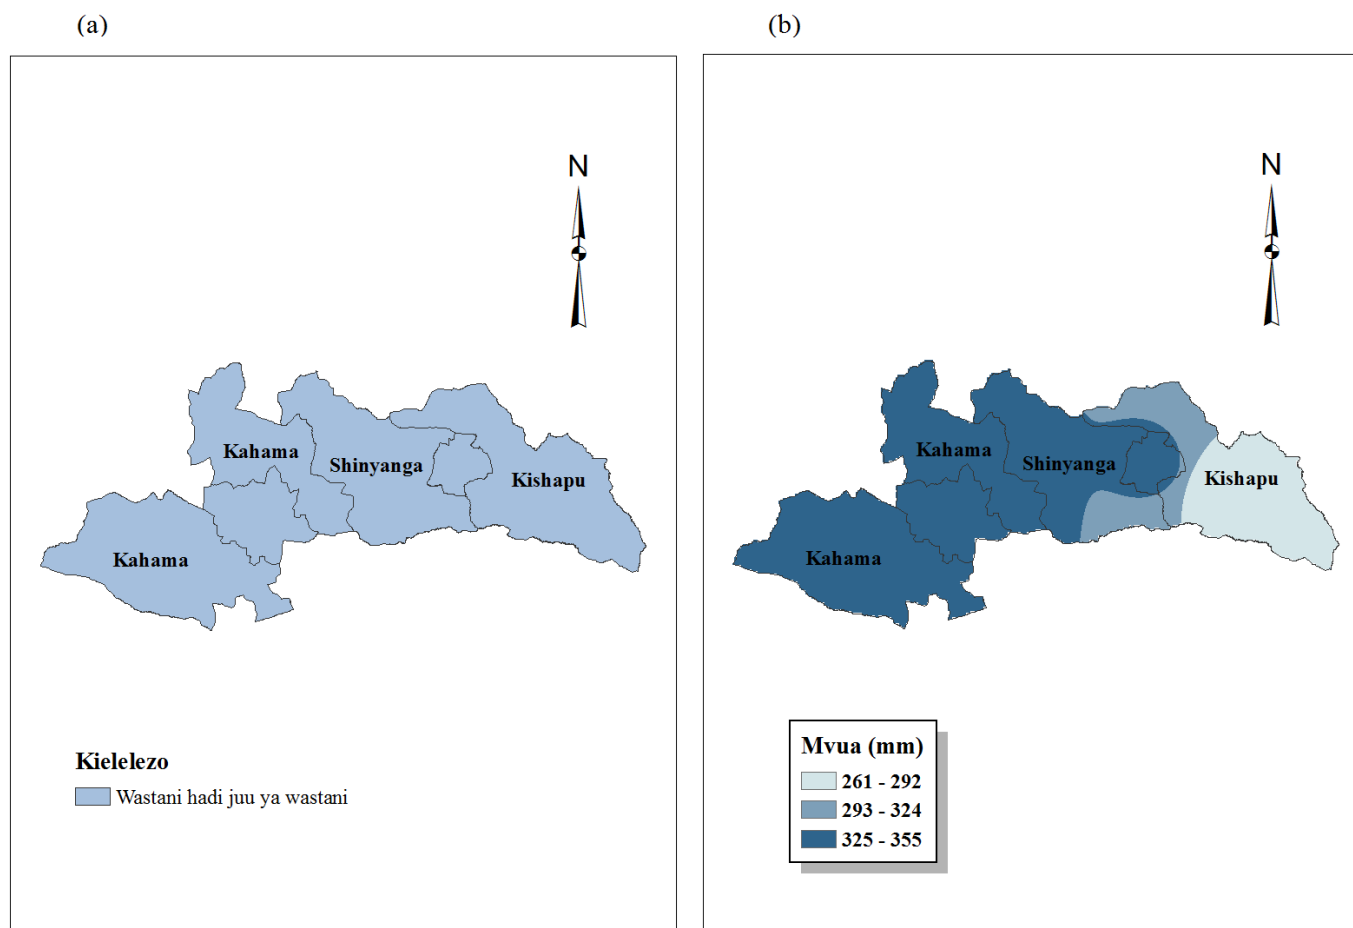 (a)
N
Kahama
Shinyanga
Kishapu
Kahama
Kielelezo
Wastani hadi juu ya wastani
(b)
N
Kahama
Shinyanga
Kishapu
Kahama
Mvua (mm)
261 - 292
293 - 324
325 - 355